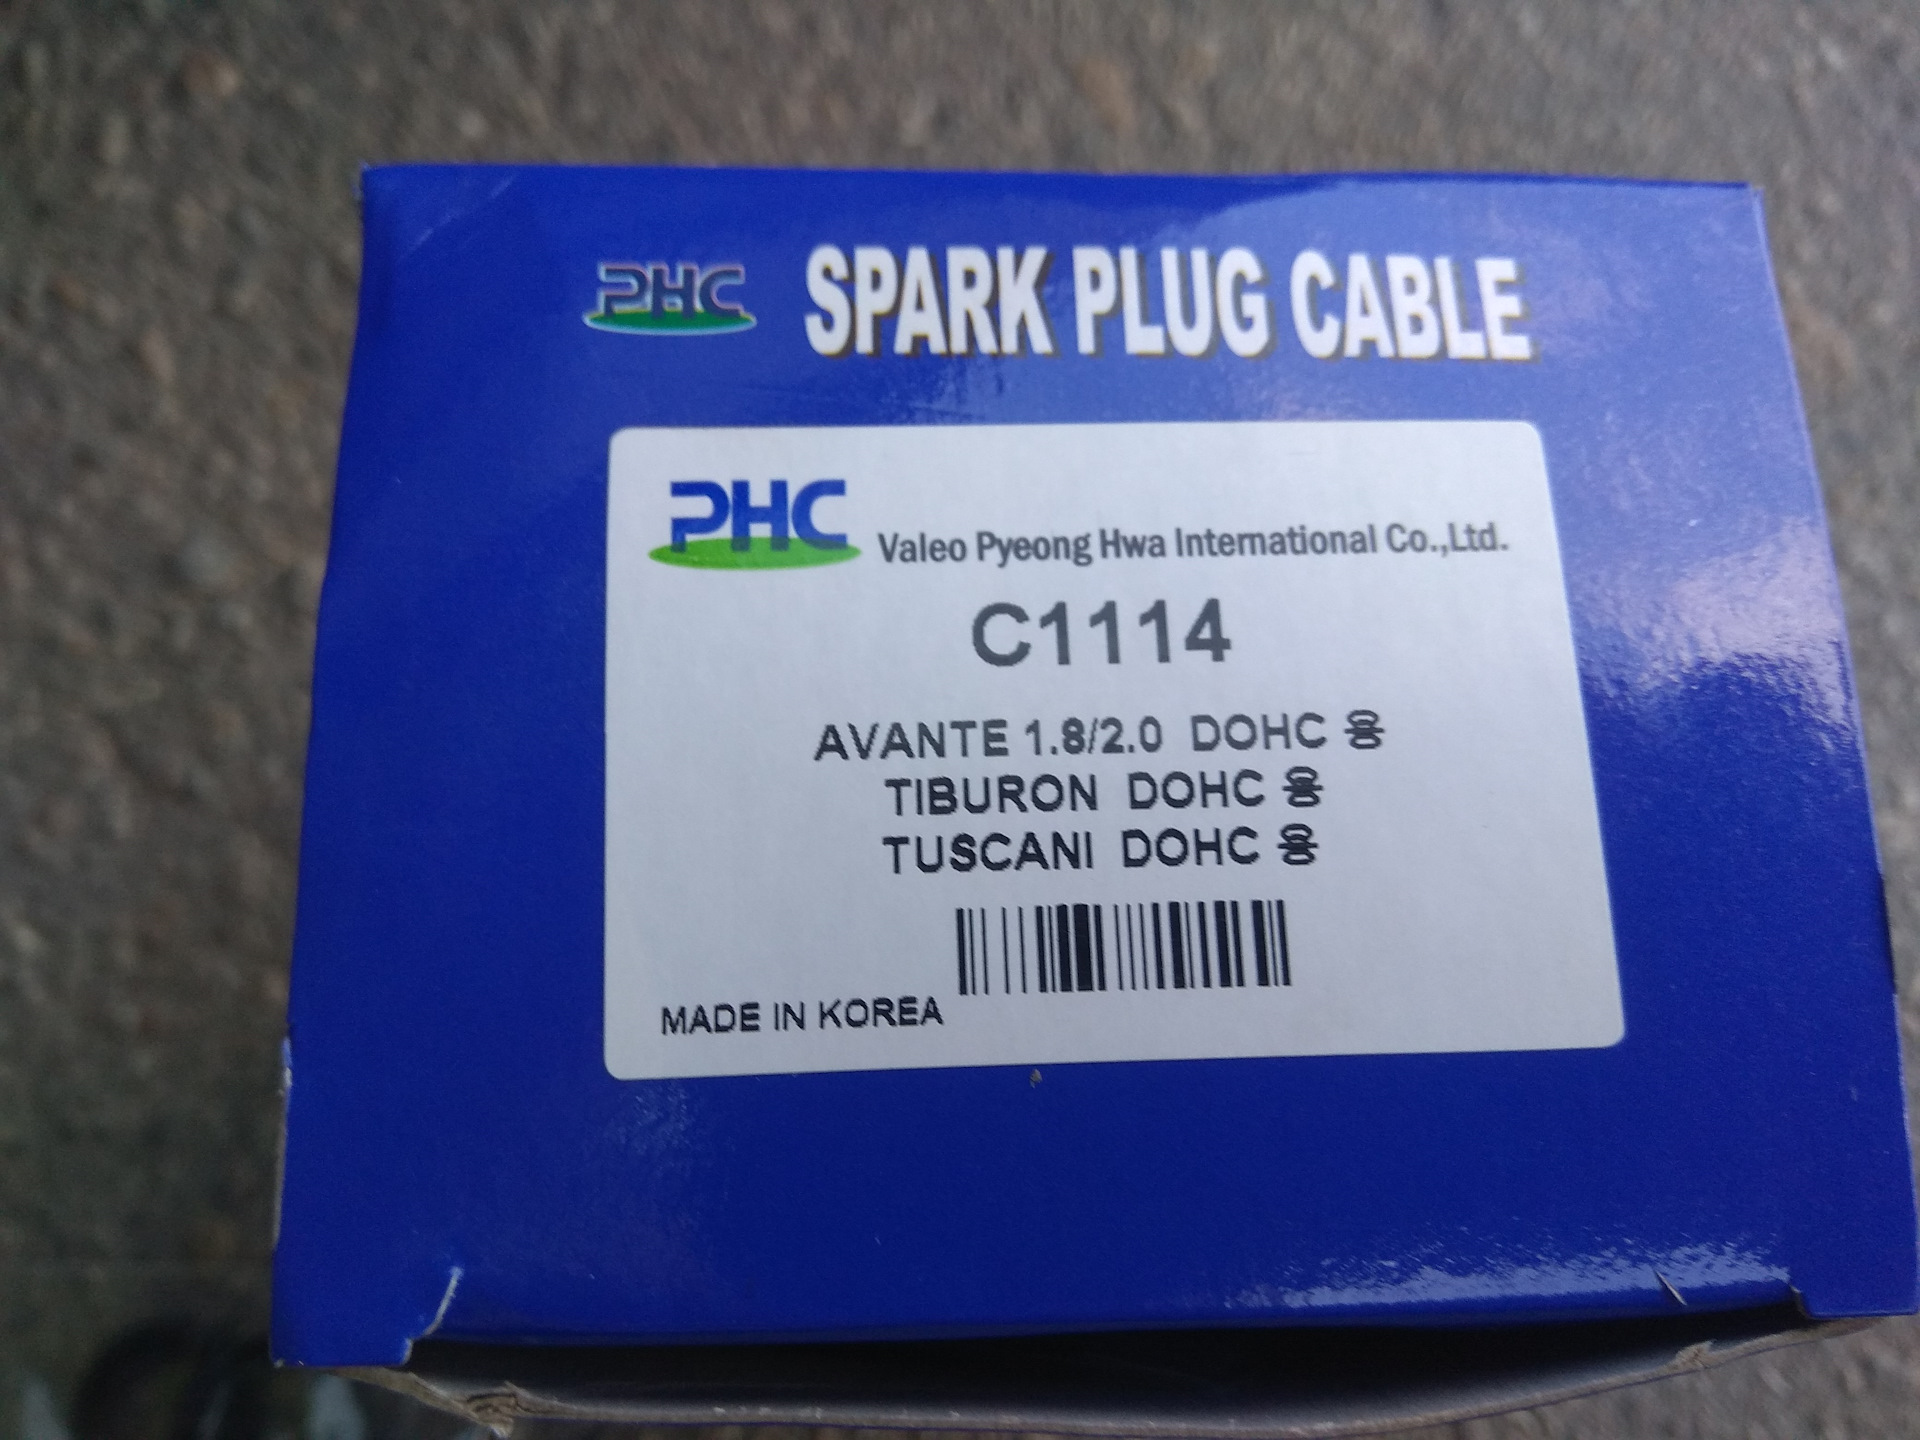 PHC SPARK PLUG CABLE
PHC Valeo Pyeong Hwa International Co.,Ltd.
C1114
AVANTE 1.8/2.0 DOHC 용
TIBURON DOHC 용
TUSCANI DOHC 용
MADE IN KOREA